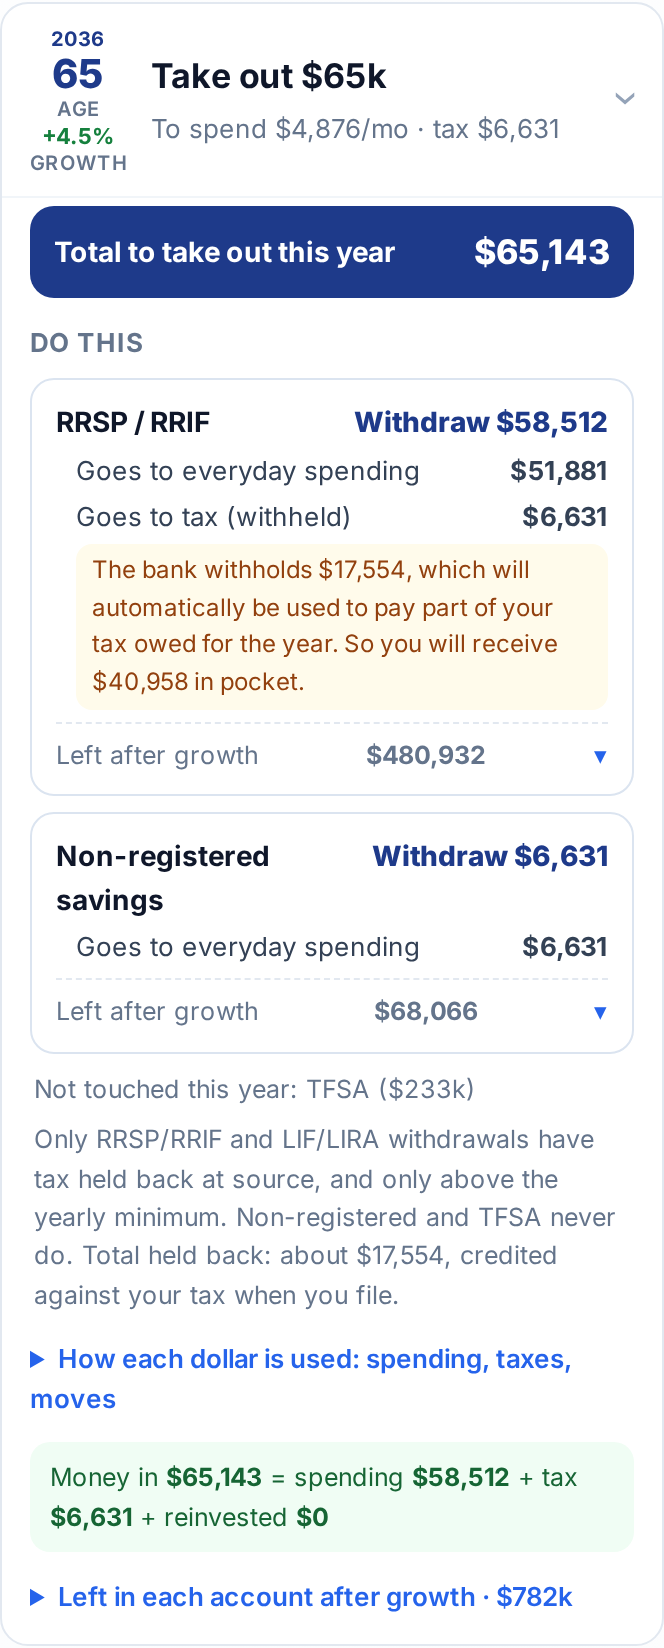 2036
65
AGE
+4.5%
GROWTH
Take out $65k
To spend $4,876/mo · tax $6,631
Total to take out this year $65,143
DO THIS
RRSP / RRIF Withdraw $58,512
Goes to everyday spending $51,881
Goes to tax (withheld) $6,631
The bank withholds $17,554, which will
automatically be used to pay part of your
tax owed for the year. So you will receive
$40,958 in pocket.
Left after growth $480,932 ▼
Non-registered
savings
Withdraw $6,631
Goes to everyday spending $6,631
Left after growth $68,066 ▼
Not touched this year: TFSA ($233k)
Only RRSP/RRIF and LIF/LIRA withdrawals have
tax held back at source, and only above the
yearly minimum. Non-registered and TFSA never
do. Total held back: about $17,554, credited
against your tax when you file.
▶ How each dollar is used: spending, taxes,
moves
Money in $65,143 = spending $58,512 + tax
$6,631 + reinvested $0
▶ Left in each account after growth · $782k